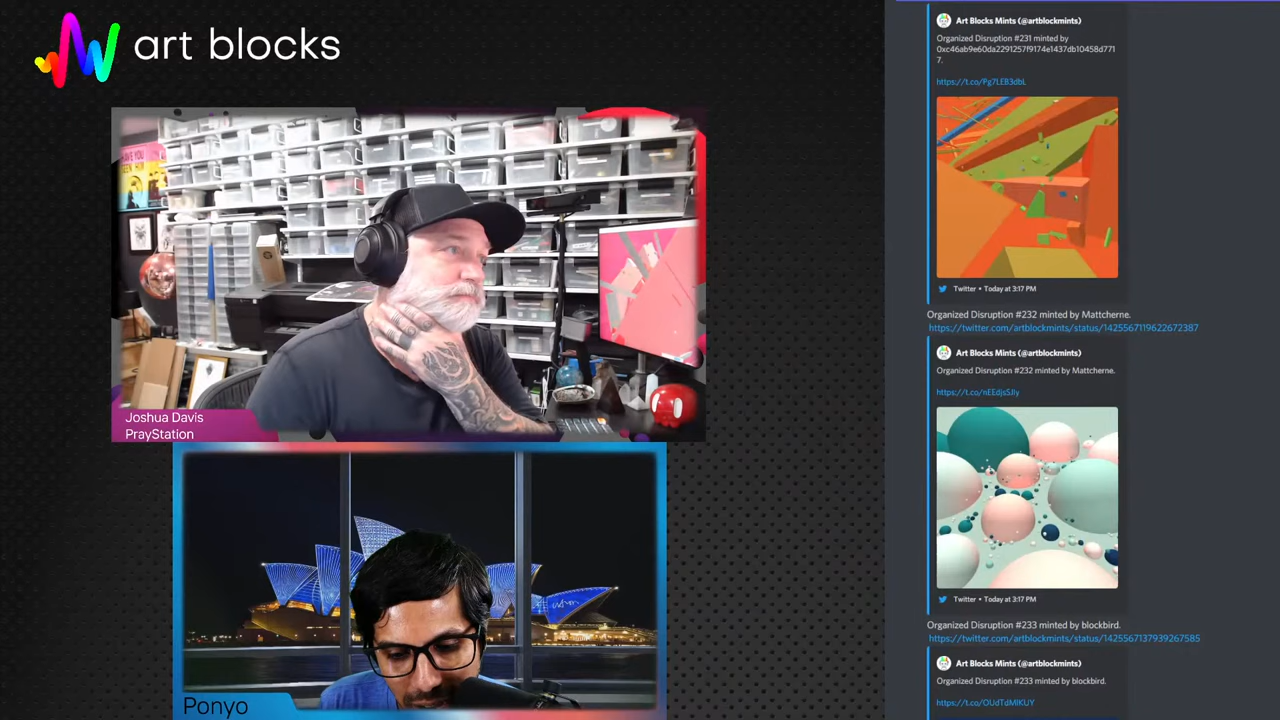 art blocks
Joshua Davis
PrayStation
Ponyo
Art Blocks Mints (@artblockmints)
Organized Disruption #231 minted by
0xc46ab9e60da2291257f9174e1437db10458d771
7.
https://t.co/Pg7LEB3dbL
Twitter • Today at 3:17 PM
Organized Disruption #232 minted by Mattcherne.
https://twitter.com/artblockmints/status/1425567119622672387
Art Blocks Mints (@artblockmints)
Organized Disruption #232 minted by Mattcherne.
https://t.co/nEEdjsSJly
Twitter • Today at 3:17 PM
Organized Disruption #233 minted by blockbird.
https://twitter.com/artblockmints/status/1425567137939267585
Art Blocks Mints (@artblockmints)
Organized Disruption #233 minted by blockbird.
https://t.co/OUdTdMlKUY